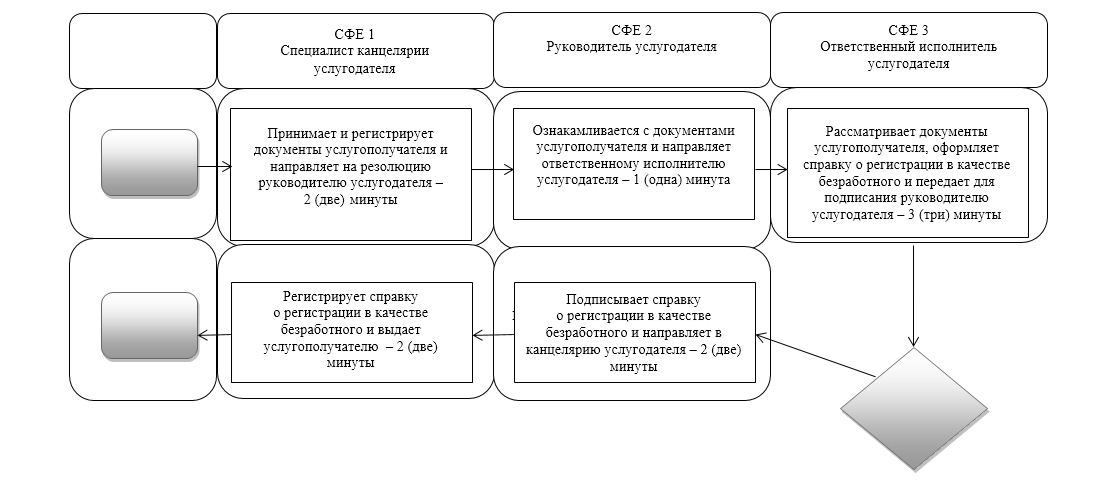 СФЕ 1
Специалист канцелярии
услугодателя
СФЕ 2
Руководитель услугодателя
СФЕ 3
Ответственный исполнитель
услугодателя
Принимает и регистрирует
документы услугополучателя и
направляет на резолюцию
руководителю услугодателя –
2 (две) минуты
Ознакамливается с документами
услугополучателя и направляет
ответственному исполнителю
услугодателя – 1 (одна) минута
Рассматривает документы
услугополучателя, оформляет
справку о регистрации в качестве
безработного и передает для
подписания руководителю
услугодателя – 3 (три) минуты
Регистрирует справку
о регистрации в качестве
безработного и выдает
услугополучателю – 2 (две)
минуты
Подписывает справку
о регистрации в качестве
безработного и направляет в
канцелярию услугодателя – 2 (две)
минуты